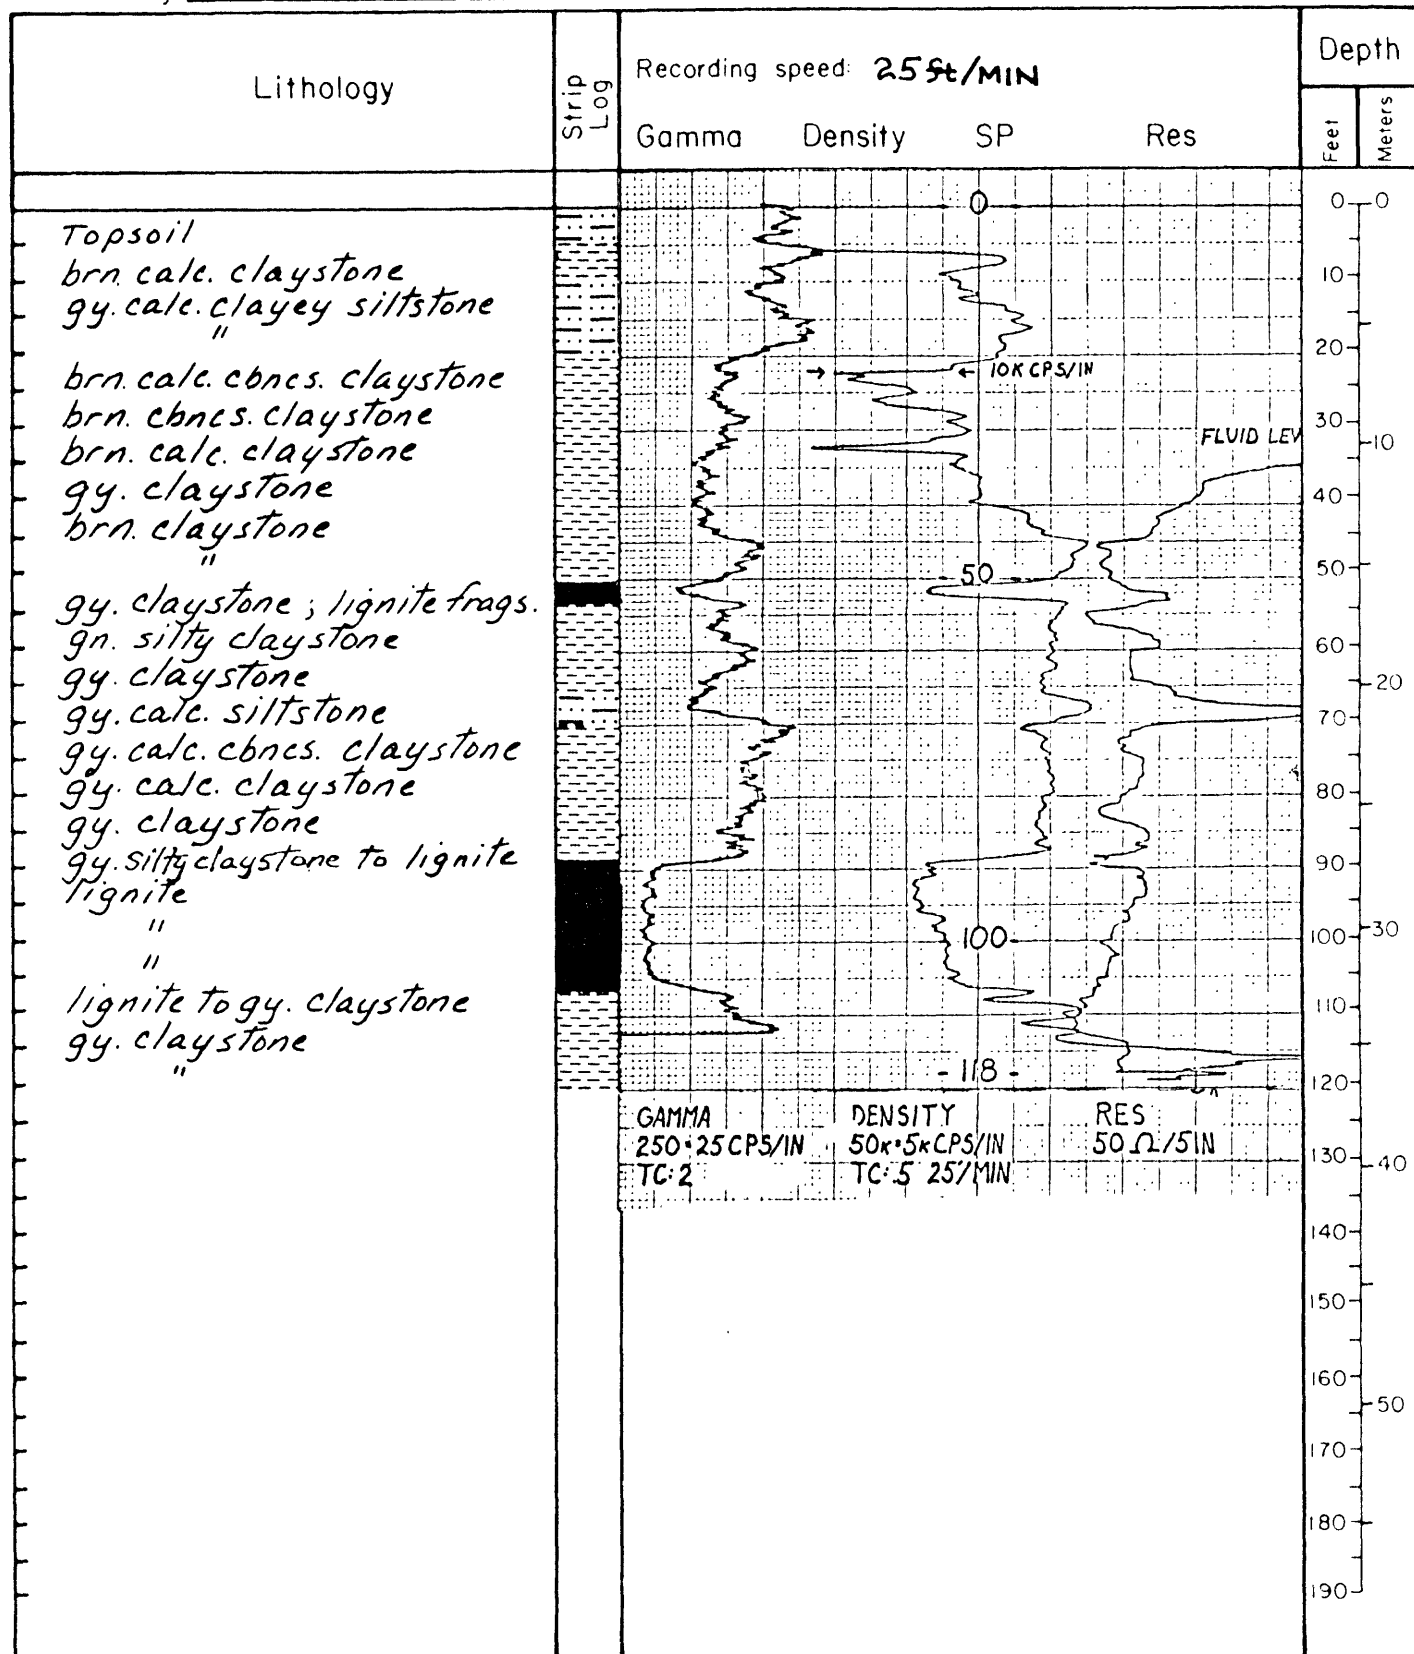 Lithology
Strip Log
Recording speed: 25 ft/MIN
Gamma Density SP Res
Depth
Feet
Meters
Topsoil
brn. calc. claystone
gy. calc. clayey siltstone
"
brn. calc. cbncs. claystone
brn. cbncs. claystone
brn. calc. claystone
gy. claystone
brn. claystone
"
gy. claystone ; lignite frags.
gn. silty claystone
gy. claystone
gy. calc. siltstone
gy. calc. cbncs. claystone
gy. calc. claystone
gy. claystone
gy. silty claystone to lignite
lignite
"
"
lignite to gy. claystone
gy. claystone
"
0
10K CPS/IN
FLUID LEV
50
100
118
GAMMA
250·25 CPS/IN
TC: 2
DENSITY
50K·5K CPS/IN
TC: .5 25'/MIN
RES
50 Ω/5IN
0
10
20
30
40
50
60
70
80
90
100
110
120
130
140
150
160
170
180
190
0
10
20
30
40
50